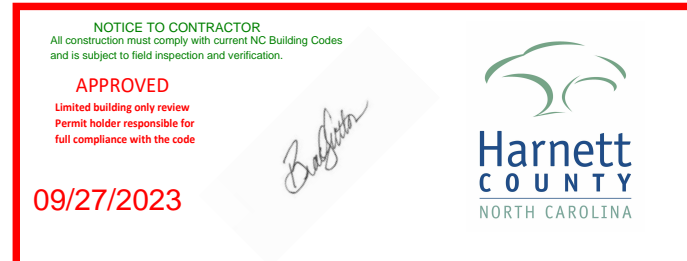 NOTICE TO CONTRACTOR
All construction must comply with current NC Building Codes
and is subject to field inspection and verification.
APPROVED
Limited building only review
Permit holder responsible for
full compliance with the code
09/27/2023
Harnett
COUNTY
NORTH CAROLINA